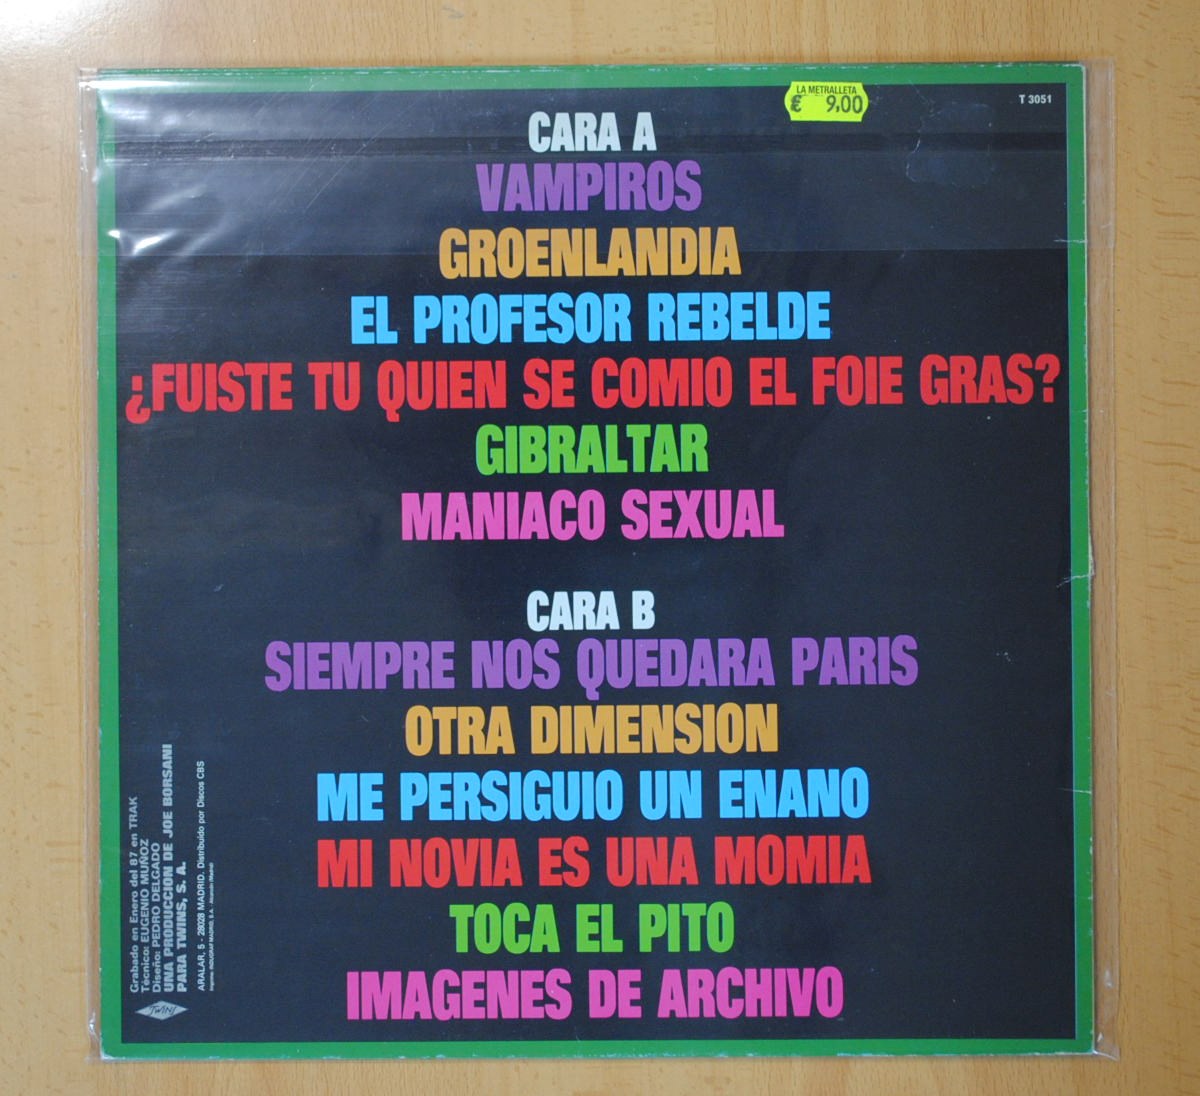 LA METRALLETA
€ 9,00
T 3051
CARA A
VAMPIROS
GROENLANDIA
EL PROFESOR REBELDE
¿FUISTE TU QUIEN SE COMIO EL FOIE GRAS?
GIBRALTAR
MANIACO SEXUAL
CARA B
SIEMPRE NOS QUEDARA PARIS
OTRA DIMENSION
ME PERSIGUIO UN ENANO
MI NOVIA ES UNA MOMIA
TOCA EL PITO
IMAGENES DE ARCHIVO
Grabado en Enero del 87 en TRAK
Técnico: EUGENIO MUÑOZ
Diseño: PEDRO DELGADO
UNA PRODUCCION DE JOE BORSANI
PARA TWINS, S. A.
ARALAR, 5 - 28028 MADRID. Distribuido por Discos CBS
TWINS